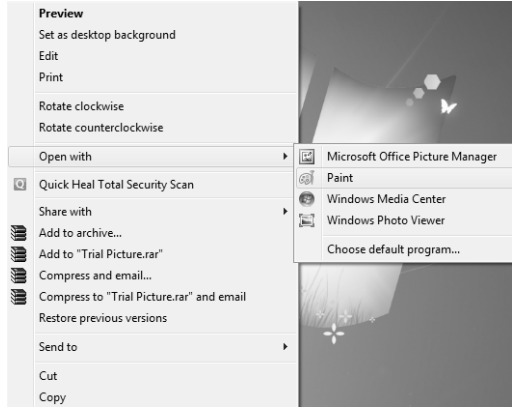 Preview
Set as desktop background
Edit
Print
Rotate clockwise
Rotate counterclockwise
Open with
Quick Heal Total Security Scan
Share with
Add to archive...
Add to "Trial Picture.rar"
Compress and email...
Compress to "Trial Picture.rar" and email
Restore previous versions
Send to
Cut
Copy
Microsoft Office Picture Manager
Paint
Windows Media Center
Windows Photo Viewer
Choose default program...